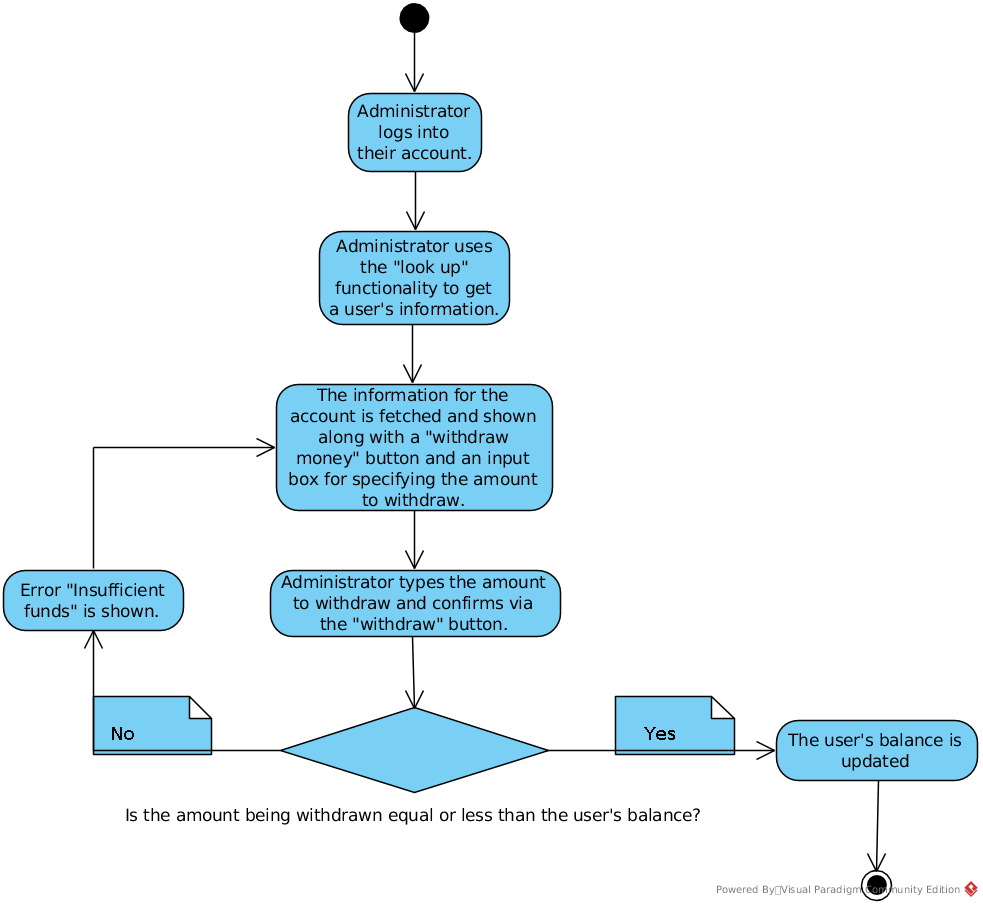 Administrator
logs into
their account.
Administrator uses
the "look up"
functionality to get
a user's information.
The information for the
account is fetched and shown
along with a "withdraw
money" button and an input
box for specifying the amount
to withdraw.
Error "Insufficient
funds" is shown.
Administrator types the amount
to withdraw and confirms via
the "withdraw" button.
No
Yes
The user's balance is
updated
Is the amount being withdrawn equal or less than the user's balance?
Powered By Visual Paradigm Community Edition